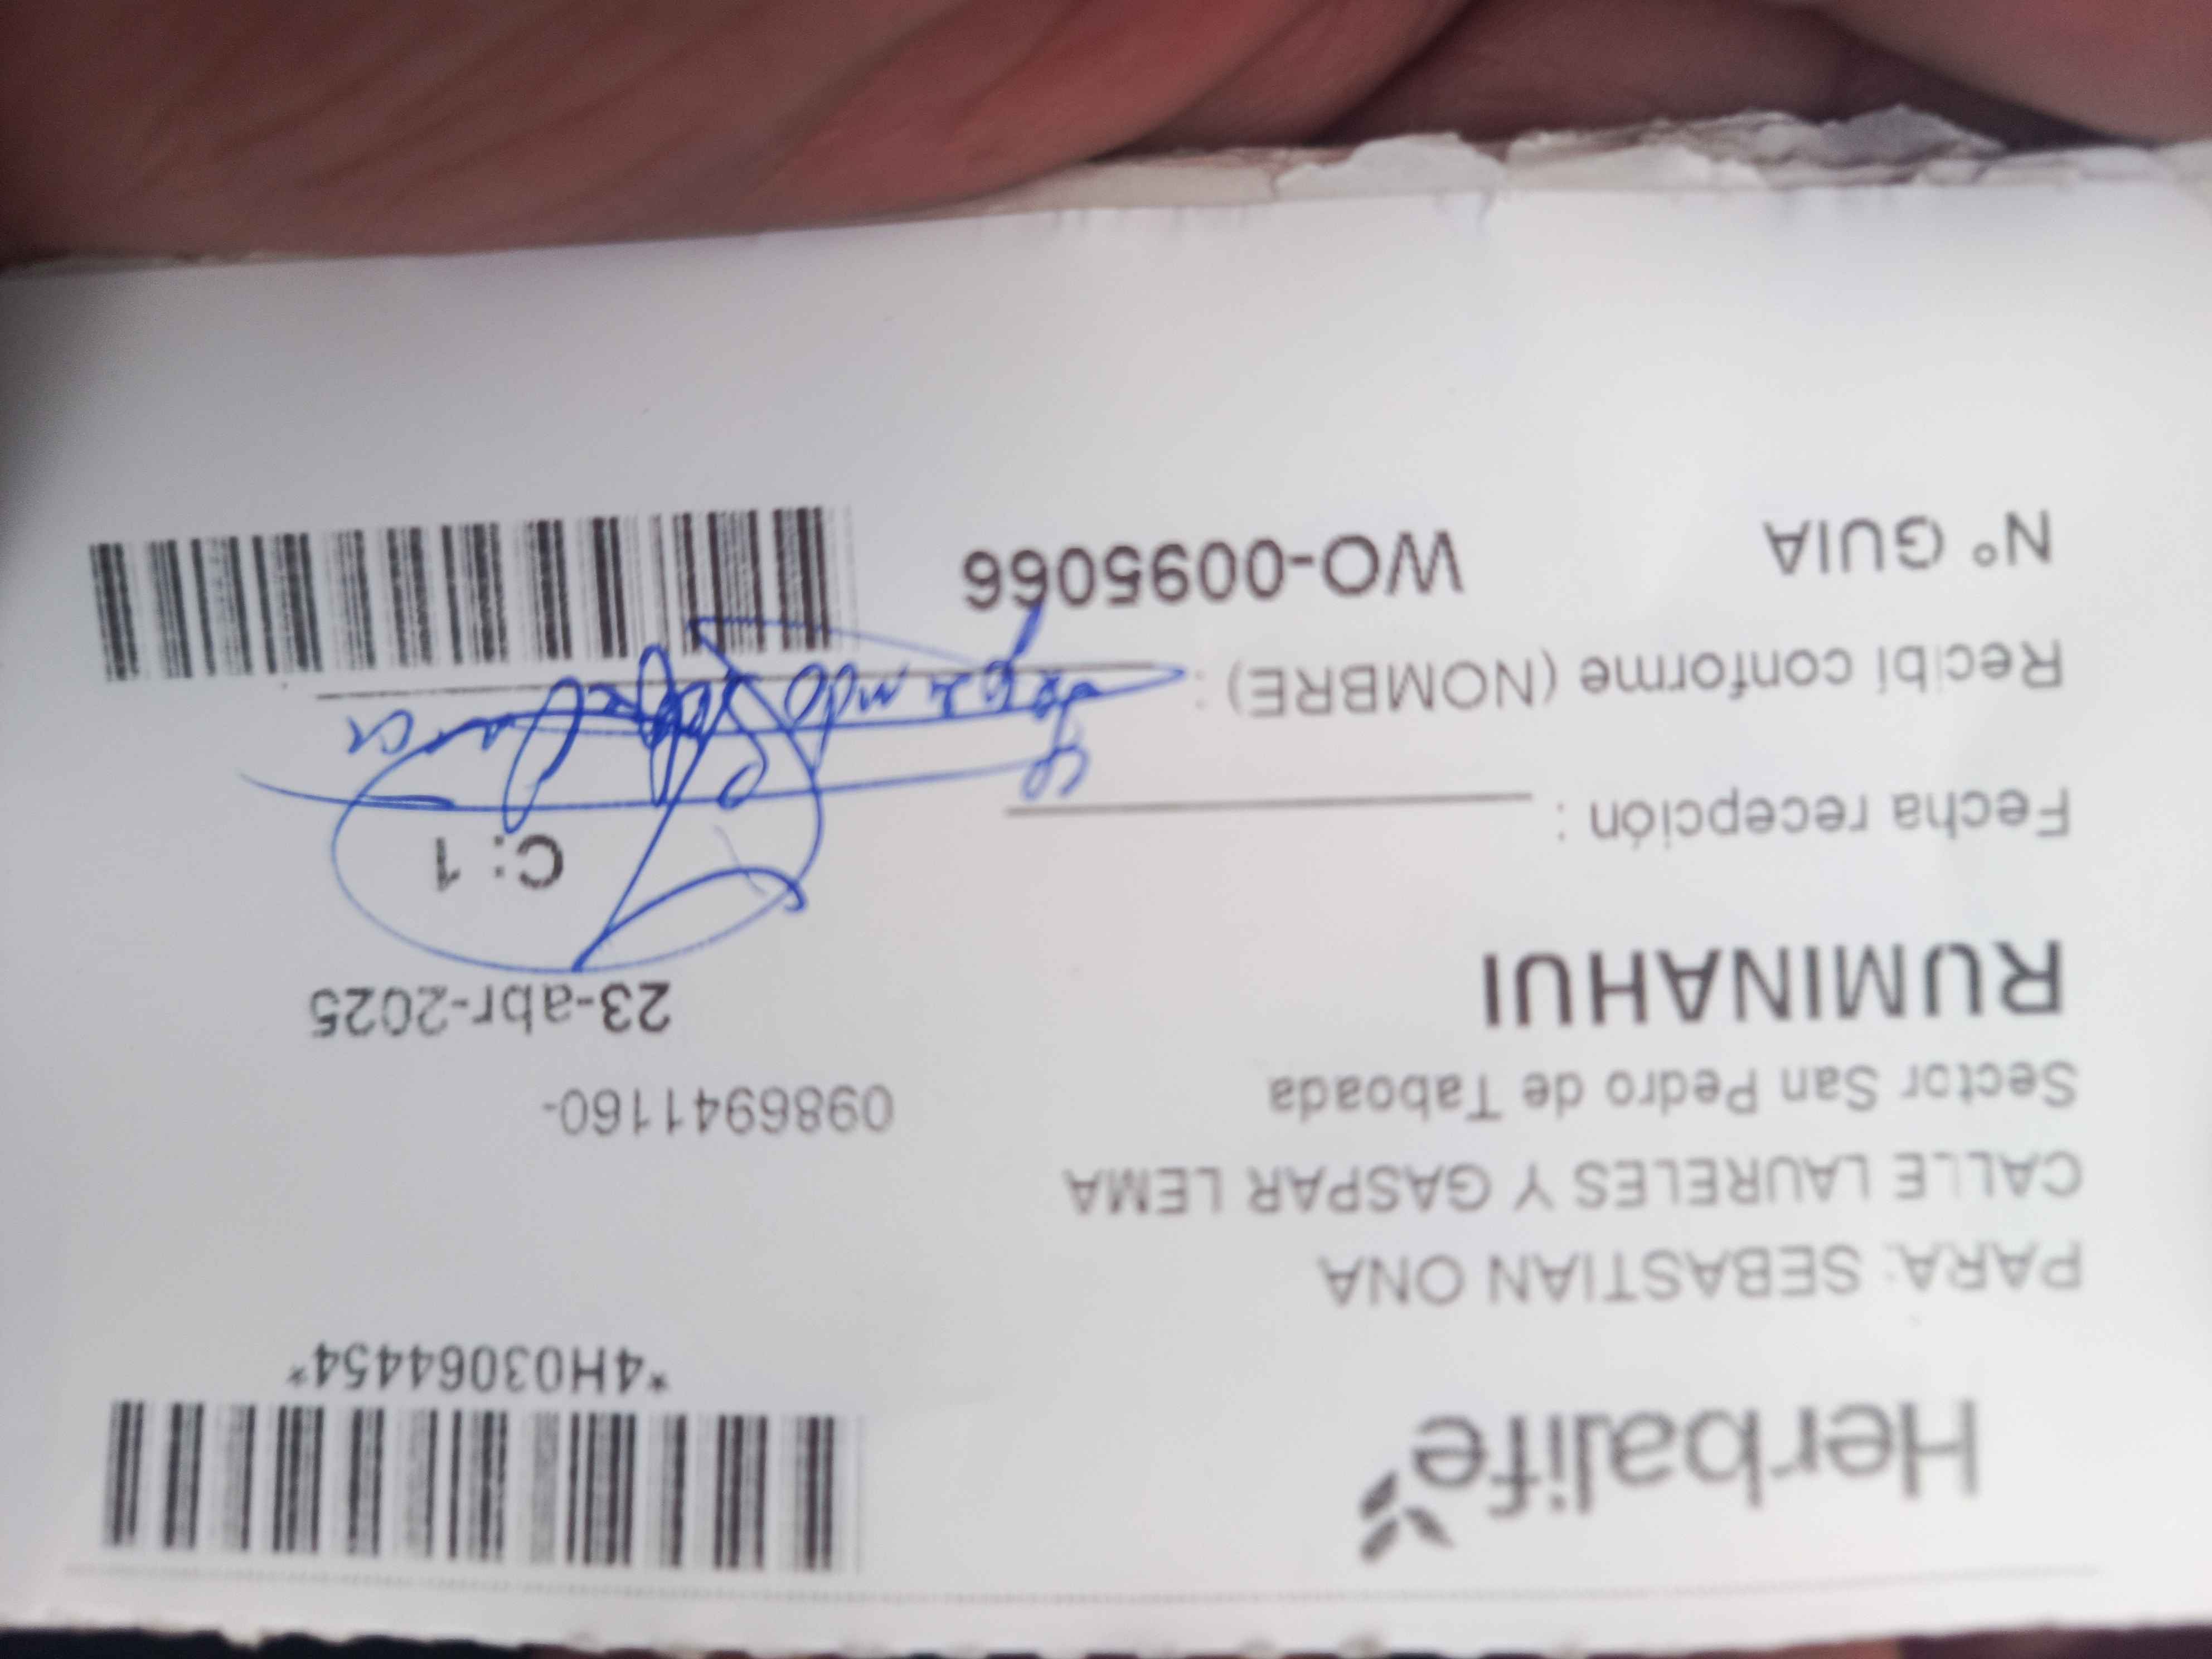 Herbalife
*4H03064454*
PARA: SEBASTIAN ONA
CALLE LAURELES Y GASPAR LEMA
Sector San Pedro de Taboada
0986941160-
RUMINAHUI
23-abr-2025
Fecha recepción :
C: 1
Recibí conforme (NOMBRE) :
N° GUIA
WO-0095066